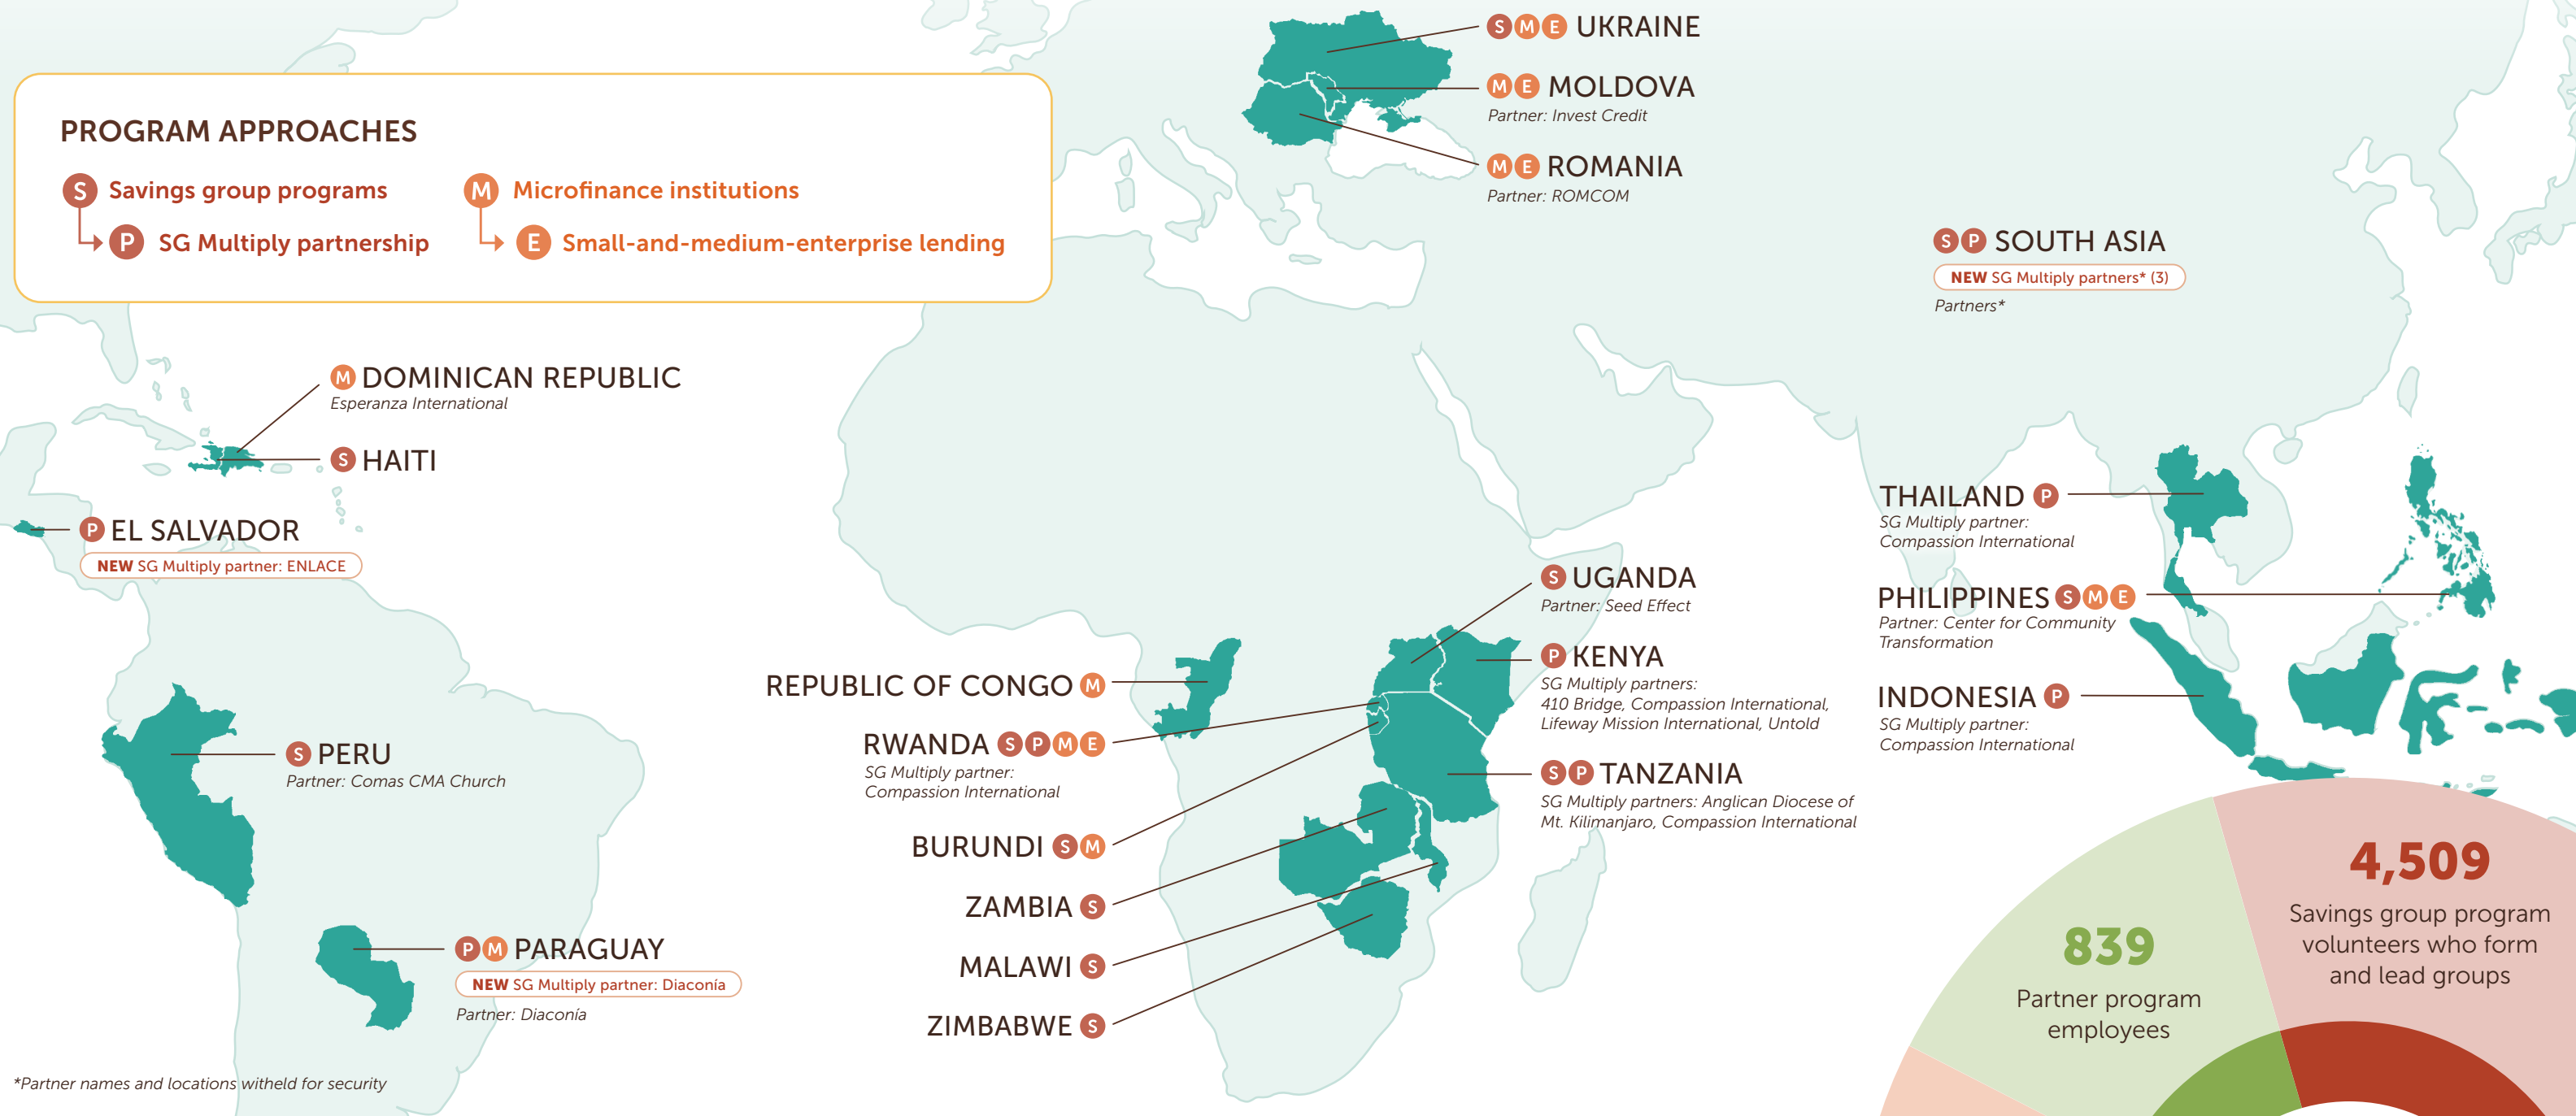 PROGRAM APPROACHES
S Savings group programs
P SG Multiply partnership
M Microfinance institutions
E Small-and-medium-enterprise lending
S M E UKRAINE
M E MOLDOVA
Partner: Invest Credit
M E ROMANIA
Partner: ROMCOM
S P SOUTH ASIA
NEW SG Multiply partners* (3)
Partners*
M DOMINICAN REPUBLIC
Esperanza International
S HAITI
P EL SALVADOR
NEW SG Multiply partner: ENLACE
S PERU
Partner: Comas CMA Church
P M PARAGUAY
NEW SG Multiply partner: Diaconía
Partner: Diaconía
REPUBLIC OF CONGO M
RWANDA S P M E
SG Multiply partner:
Compassion International
BURUNDI S M
ZAMBIA S
MALAWI S
ZIMBABWE S
S UGANDA
Partner: Seed Effect
P KENYA
SG Multiply partners:
410 Bridge, Compassion International,
Lifeway Mission International, Untold
S P TANZANIA
SG Multiply partners: Anglican Diocese of
Mt. Kilimanjaro, Compassion International
THAILAND P
SG Multiply partner:
Compassion International
PHILIPPINES S M E
Partner: Center for Community
Transformation
INDONESIA P
SG Multiply partner:
Compassion International
839
Partner program
employees
4,509
Savings group program
volunteers who form
and lead groups
*Partner names and locations witheld for security